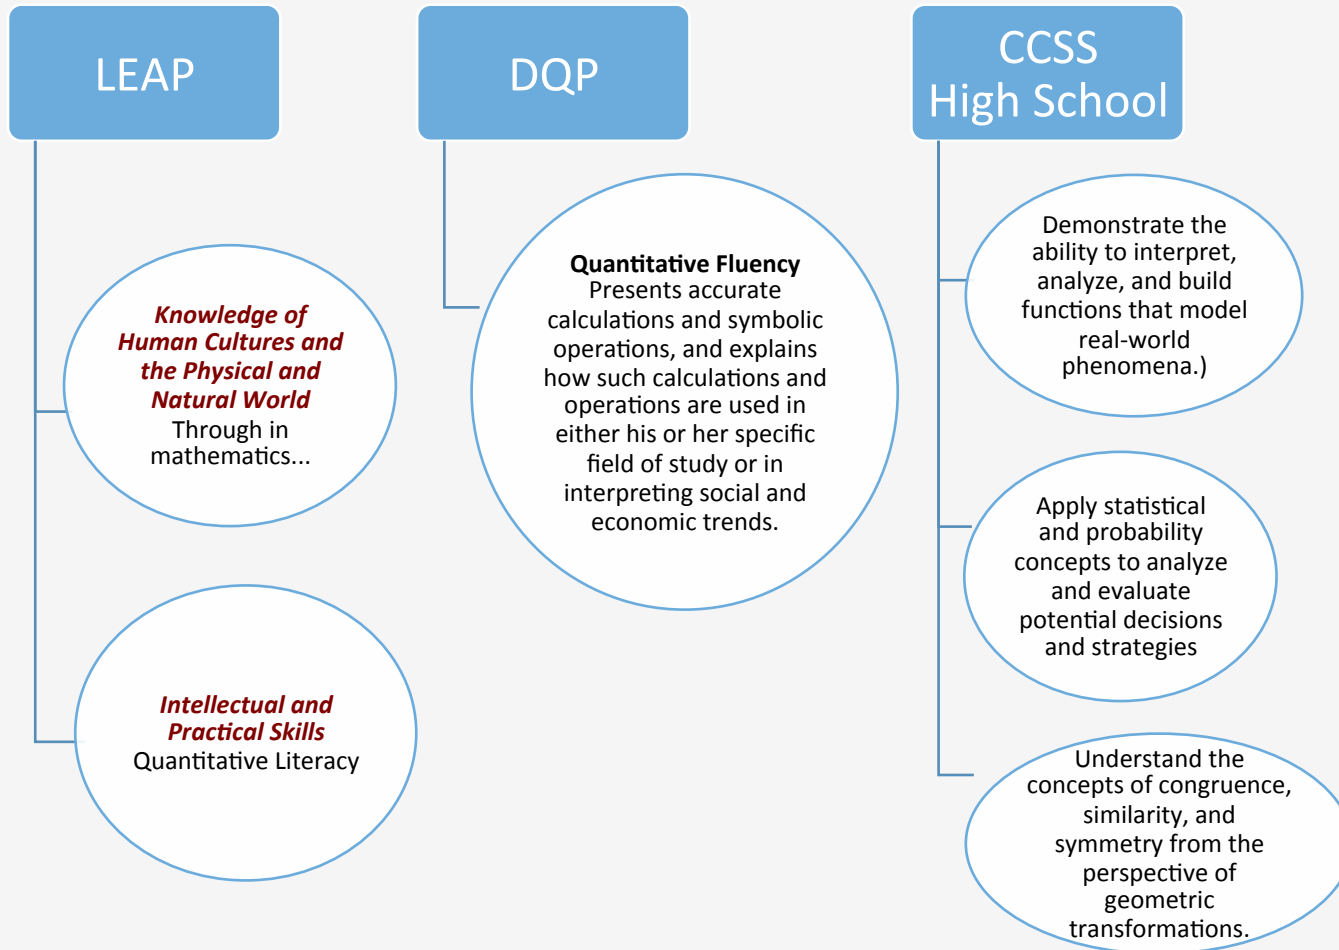 LEAP
Knowledge of
Human Cultures and
the Physical and
Natural World
Through in
mathematics...
Intellectual and
Practical Skills
Quantitative Literacy
DQP
Quantitative Fluency
Presents accurate
calculations and symbolic
operations, and explains
how such calculations and
operations are used in
either his or her specific
field of study or in
interpreting social and
economic trends.
CCSS
High School
Demonstrate the
ability to interpret,
analyze, and build
functions that model
real-world
phenomena.)
Apply statistical
and probability
concepts to analyze
and evaluate
potential decisions
and strategies
Understand the
concepts of congruence,
similarity, and
symmetry from the
perspective of
geometric
transformations.